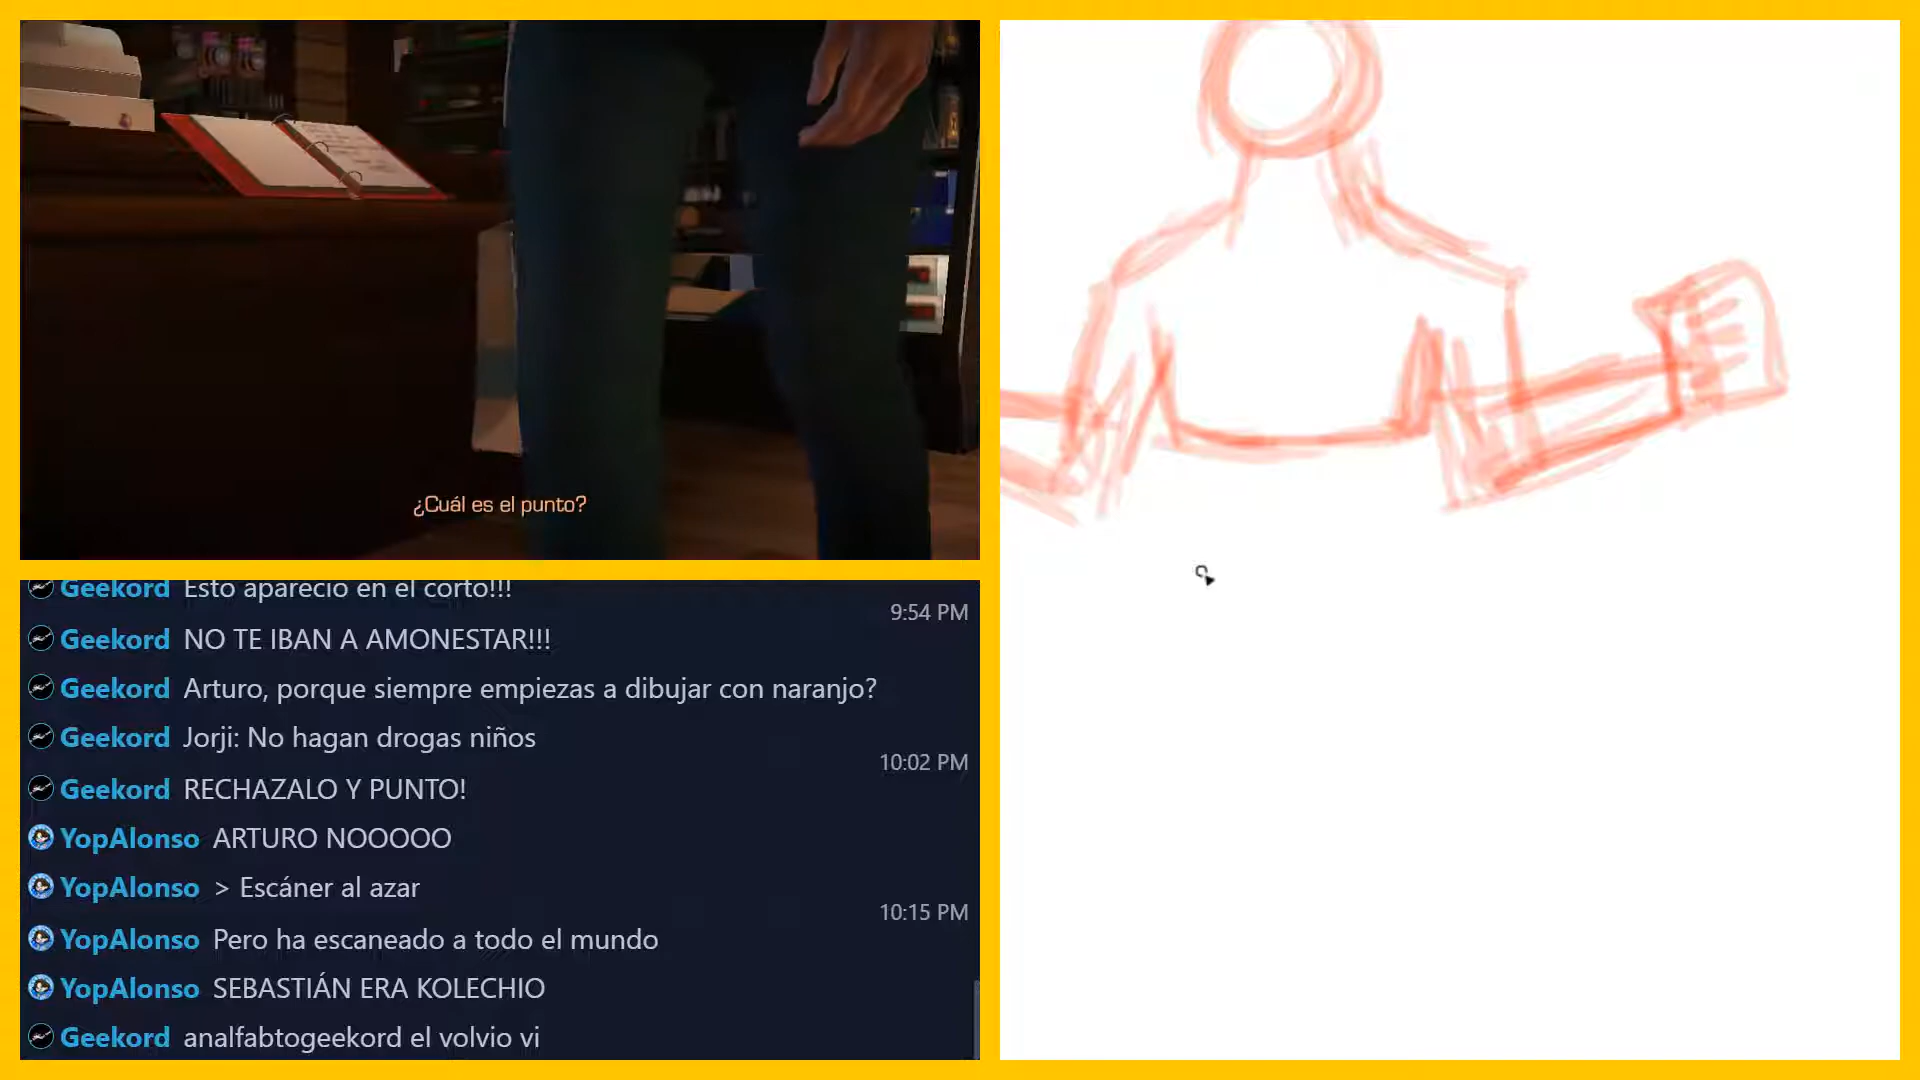 ¿Cuál es el punto?
Geekord Esto aparecio en el corto!!!
9:54 PM
Geekord NO TE IBAN A AMONESTAR!!!
Geekord Arturo, porque siempre empiezas a dibujar con naranjo?
Geekord Jorji: No hagan drogas niños
10:02 PM
Geekord RECHAZALO Y PUNTO!
YopAlonso ARTURO NOOOOO
YopAlonso > Escáner al azar
10:15 PM
YopAlonso Pero ha escaneado a todo el mundo
YopAlonso SEBASTIÁN ERA KOLECHIO
Geekord analfabtogeekord el volvio vi